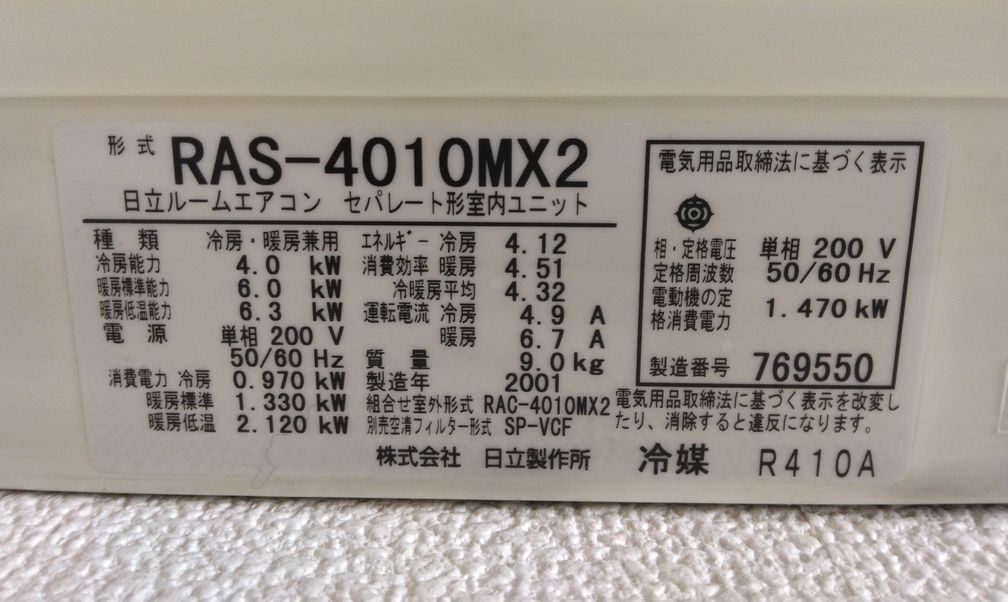 形式 RAS-4010MX2
日立ルームエアコン セパレート形室内ユニット
種類 冷房・暖房兼用
冷房能力 4.0 kW
暖房標準能力 6.0 kW
暖房低温能力 6.3 kW
電源 単相 200 V
50/60 Hz
消費電力 冷房 0.970 kW
暖房標準 1.330 kW
暖房低温 2.120 kW
エネルギー 冷房 4.12
消費効率 暖房 4.51
冷暖房平均 4.32
運転電流 冷房 4.9 A
暖房 6.7 A
質量 9.0 kg
製造年 2001
組合せ室外形式 RAC-4010MX2
別売空清フィルター形式 SP-VCF
株式会社 日立製作所
電気用品取締法に基づく表示
相・定格電圧 単相 200 V
定格周波数 50/60 Hz
電動機の定
格消費電力 1.470 kW
製造番号 769550
電気用品取締法に基づく表示を改変し
たり、消除すると違反になります。
冷媒 R410A